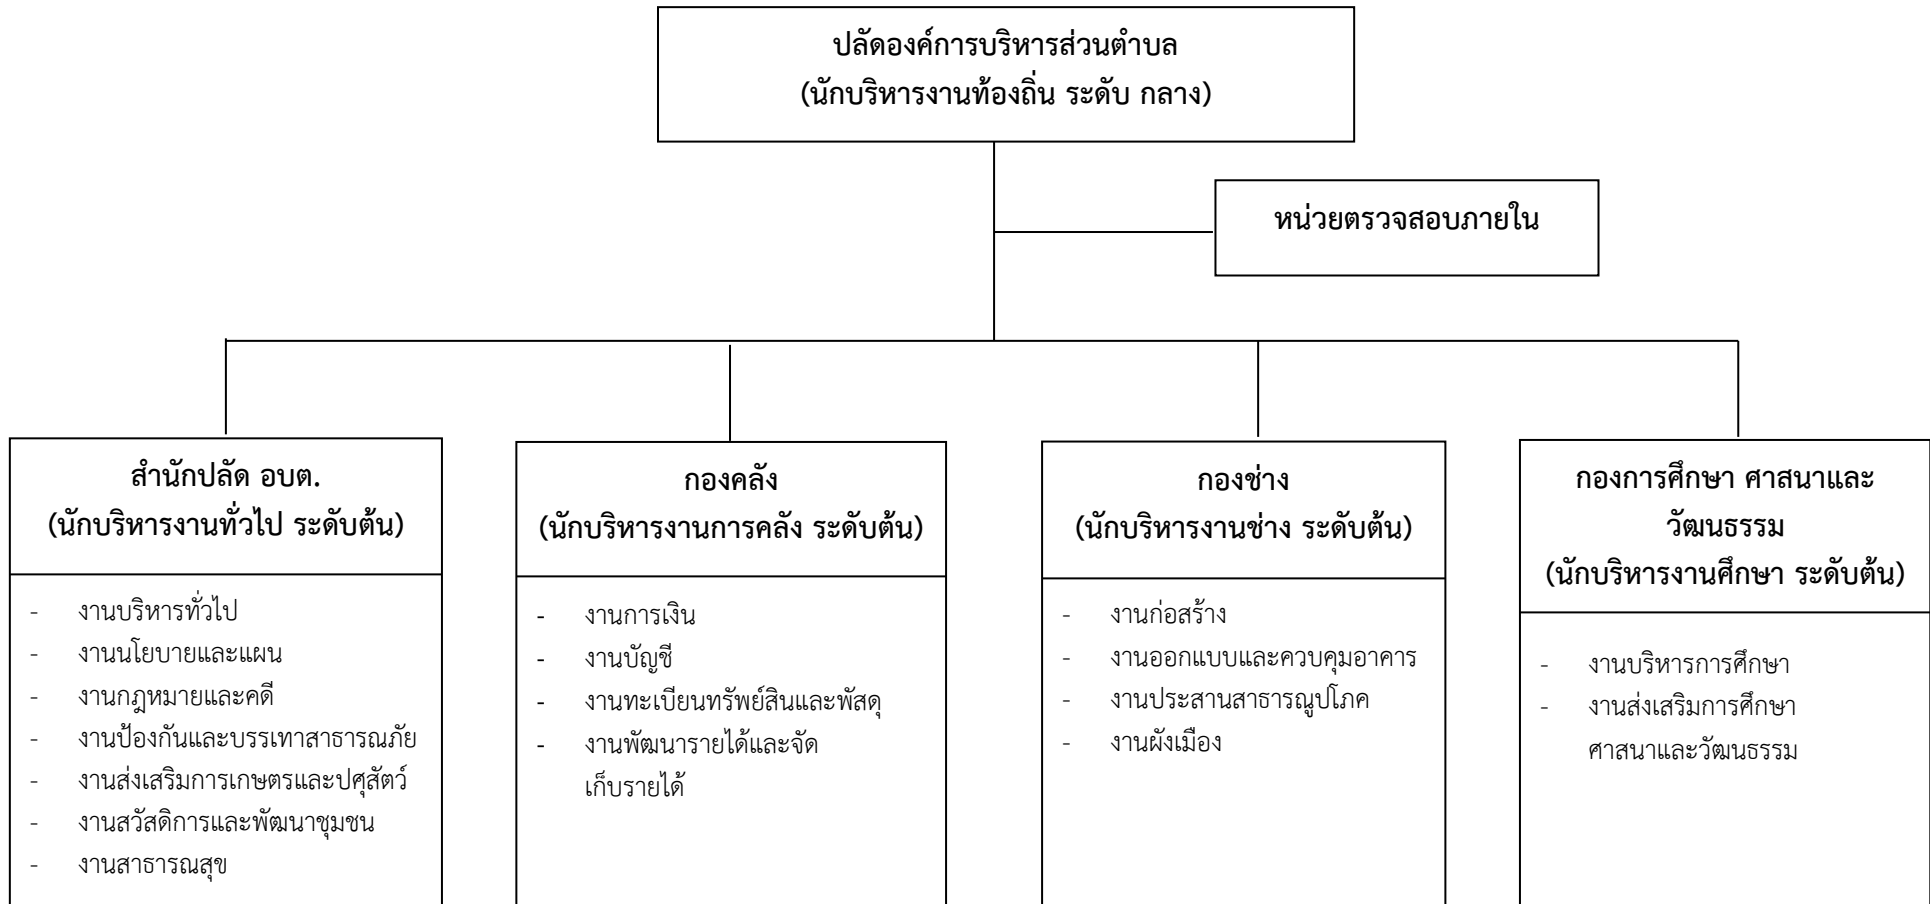 ปลัดองค์การบริหารส่วนตำบล
(นักบริหารงานท้องถิ่น ระดับ กลาง)
หน่วยตรวจสอบภายใน
สำนักปลัด อบต.
(นักบริหารงานทั่วไป ระดับต้น)
- งานบริหารทั่วไป
- งานนโยบายและแผน
- งานกฎหมายและคดี
- งานป้องกันและบรรเทาสาธารณภัย
- งานส่งเสริมการเกษตรและปศุสัตว์
- งานสวัสดิการและพัฒนาชุมชน
- งานสาธารณสุข
กองคลัง
(นักบริหารงานการคลัง ระดับต้น)
- งานการเงิน
- งานบัญชี
- งานทะเบียนทรัพย์สินและพัสดุ
- งานพัฒนารายได้และจัด
เก็บรายได้
กองช่าง
(นักบริหารงานช่าง ระดับต้น)
- งานก่อสร้าง
- งานออกแบบและควบคุมอาคาร
- งานประสานสาธารณูปโภค
- งานผังเมือง
กองการศึกษา ศาสนาและ
วัฒนธรรม
(นักบริหารงานศึกษา ระดับต้น)
- งานบริหารการศึกษา
- งานส่งเสริมการศึกษา
ศาสนาและวัฒนธรรม